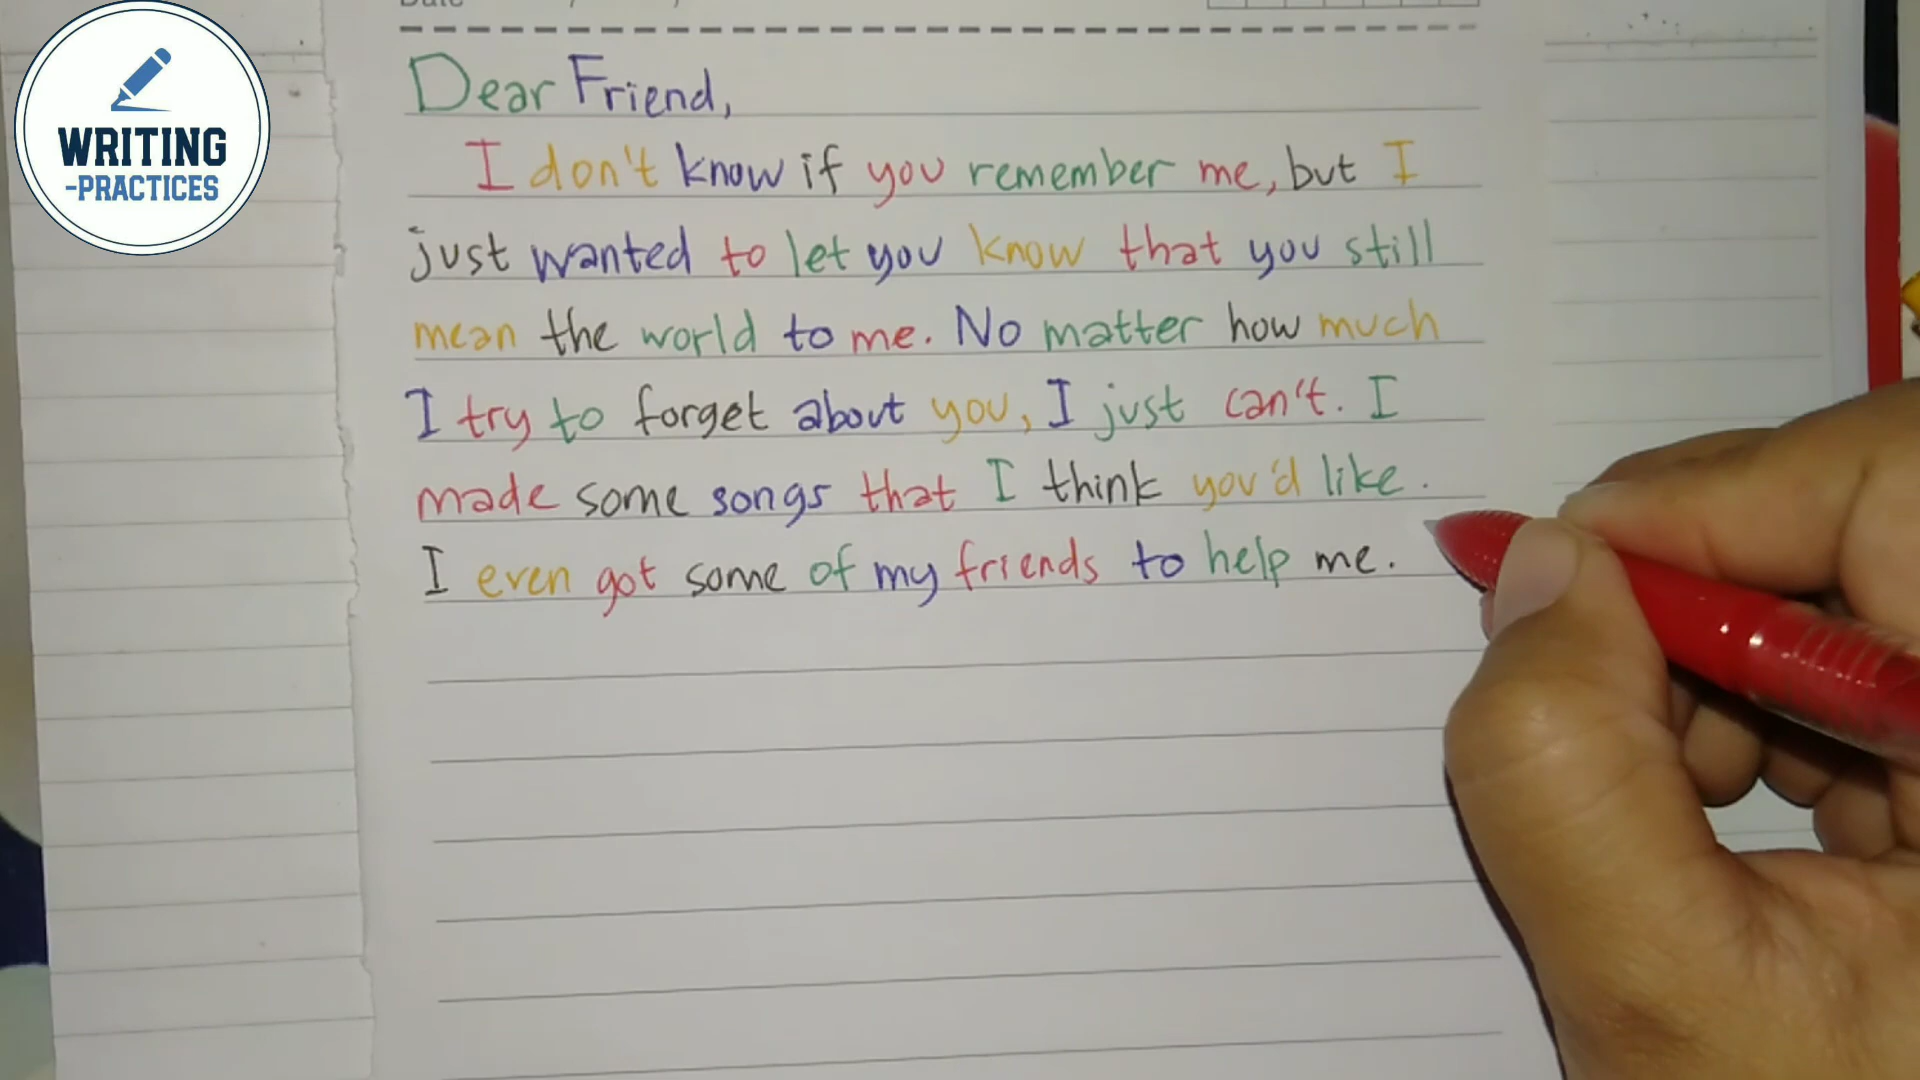 WRITING
-PRACTICES
Dear Friend,
I don't know if you remember me, but I
just wanted to let you know that you still
mean the world to me. No matter how much
I try to forget about you, I just can't. I
made some songs that I think you'd like.
I even got some of my friends to help me.